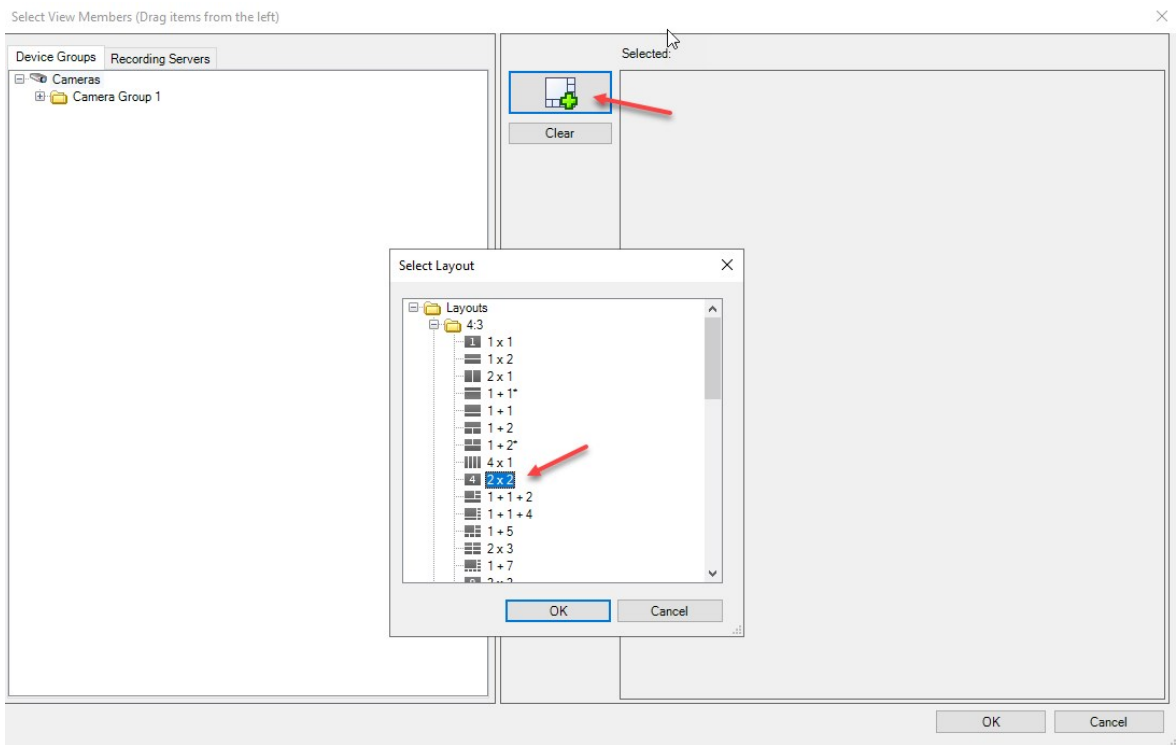 Select View Members (Drag items from the left)
Device Groups
Recording Servers
Selected:
Cameras
Camera Group 1
Clear
Select Layout
Layouts
4:3
1 1 x 1
1 x 2
2 x 1
1 + 1*
1 + 1
1 + 2
1 + 2*
4 x 1
4 2 x 2
1 + 1 + 2
1 + 1 + 4
1 + 5
2 x 3
1 + 7
OK
Cancel
OK
Cancel